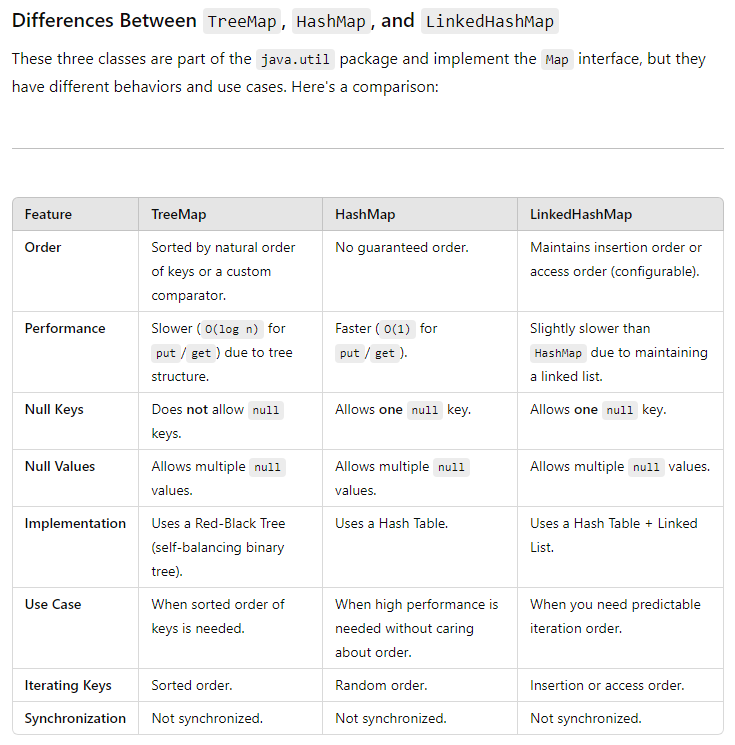 Differences Between TreeMap, HashMap, and LinkedHashMap
These three classes are part of the java.util package and implement the Map interface, but they
have different behaviors and use cases. Here's a comparison:
Feature TreeMap HashMap LinkedHashMap
Order Sorted by natural order No guaranteed order. Maintains insertion order or
of keys or a custom access order (configurable).
comparator.
Performance Slower ( O(log n) for Faster ( O(1) for Slightly slower than
put / get ) due to tree put / get ). HashMap due to maintaining
structure. a linked list.
Null Keys Does not allow null Allows one null key. Allows one null key.
keys.
Null Values Allows multiple null Allows multiple null Allows multiple null values.
values. values.
Implementation Uses a Red-Black Tree Uses a Hash Table. Uses a Hash Table + Linked
(self-balancing binary List.
tree).
Use Case When sorted order of When high performance is When you need predictable
keys is needed. needed without caring iteration order.
about order.
Iterating Keys Sorted order. Random order. Insertion or access order.
Synchronization Not synchronized. Not synchronized. Not synchronized.